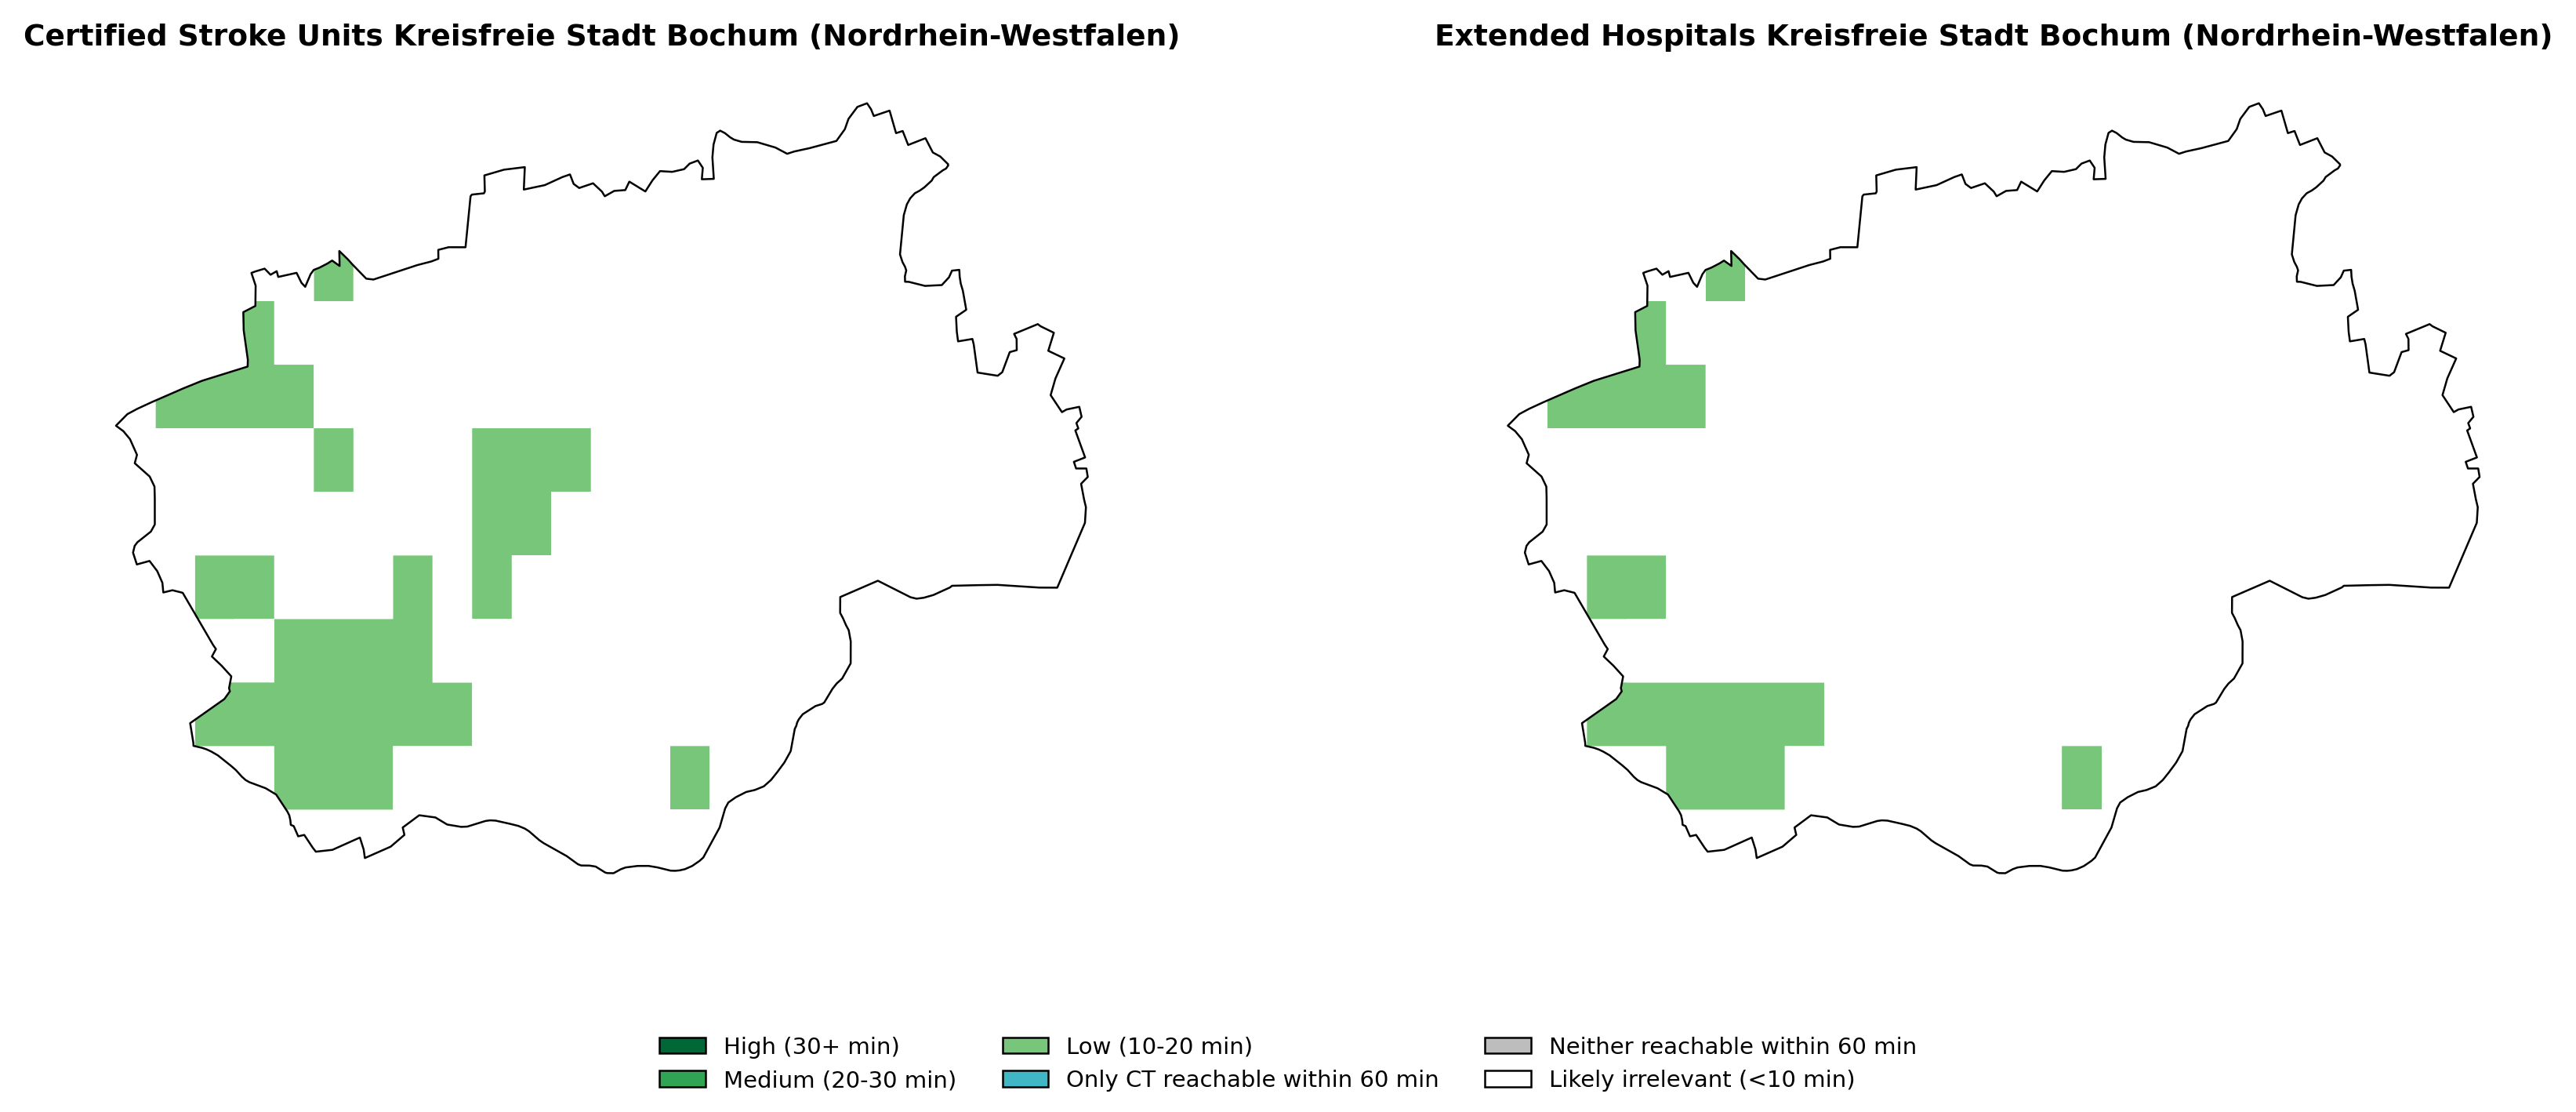 Certified Stroke Units Kreisfreie Stadt Bochum (Nordrhein-Westfalen)
Extended Hospitals Kreisfreie Stadt Bochum (Nordrhein-Westfalen)
High (30+ min)
Medium (20-30 min)
Low (10-20 min)
Only CT reachable within 60 min
Neither reachable within 60 min
Likely irrelevant (<10 min)